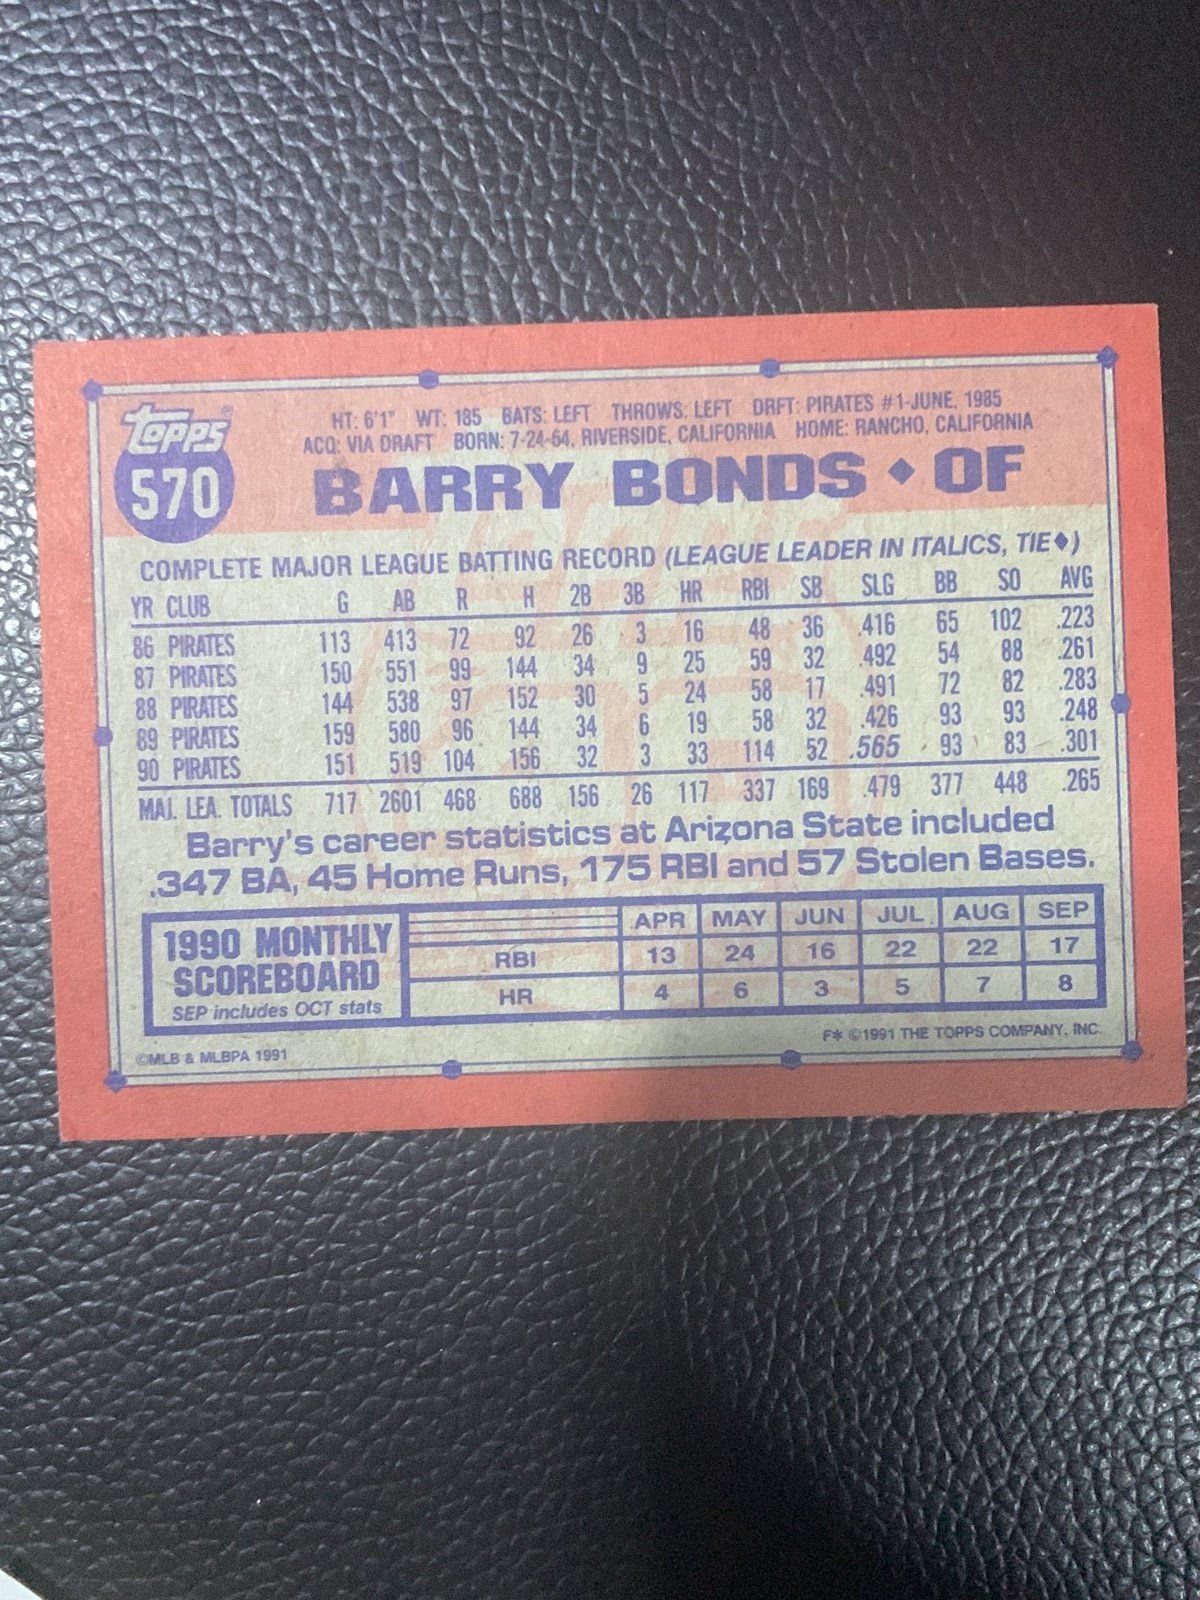 topps®
570
HT: 6'1" WT: 185 BATS: LEFT THROWS: LEFT DRFT: PIRATES #1-JUNE, 1985
ACQ: VIA DRAFT BORN: 7-24-64, RIVERSIDE, CALIFORNIA HOME: RANCHO, CALIFORNIA
BARRY BONDS ◆ OF
COMPLETE MAJOR LEAGUE BATTING RECORD (LEAGUE LEADER IN ITALICS, TIE◆)
YR CLUB G AB R H 2B 3B HR RBI SB SLG BB SO AVG
86 PIRATES 113 413 72 92 26 3 16 48 36 .416 65 102 .223
87 PIRATES 150 551 99 144 34 9 25 59 32 .492 54 88 .261
88 PIRATES 144 538 97 152 30 5 24 58 17 .491 72 82 .283
89 PIRATES 159 580 96 144 34 6 19 58 32 .426 93 93 .248
90 PIRATES 151 519 104 156 32 3 33 114 52 .565 93 83 .301
MAJ. LEA. TOTALS 717 2601 468 688 156 26 117 337 169 .479 377 448 .265
Barry's career statistics at Arizona State included
.347 BA, 45 Home Runs, 175 RBI and 57 Stolen Bases.
1990 MONTHLY
SCOREBOARD
SEP includes OCT stats
APR MAY JUN JUL AUG SEP
RBI 13 24 16 22 22 17
HR 4 6 3 5 7 8
©MLB & MLBPA 1991
F* ©1991 THE TOPPS COMPANY, INC.